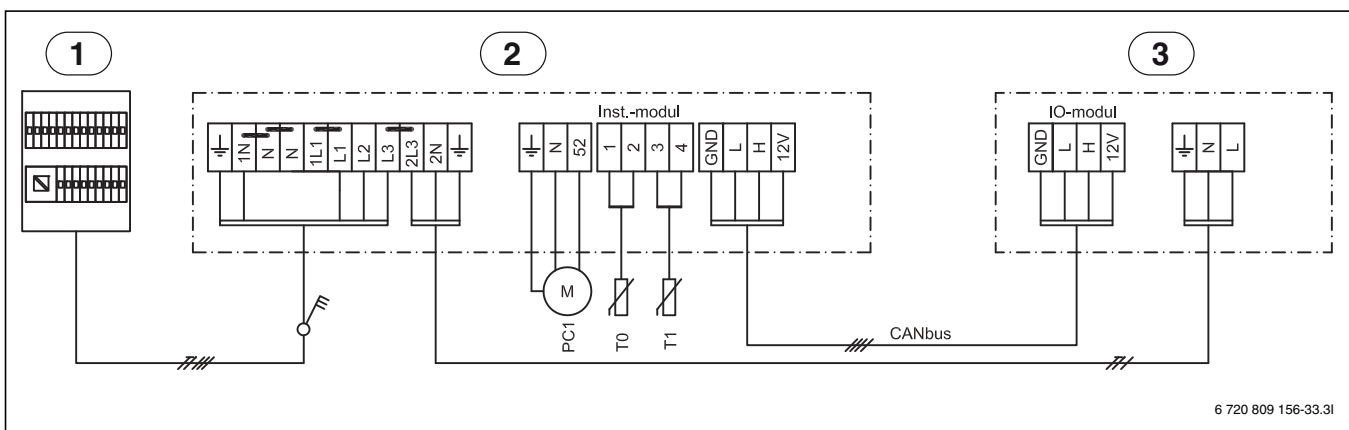 1
2
3
Inst.-modul
IO-modul
1N N N 1L1 L1 L2 L3 2L3 2N
N 52
1 2 3 4
GND L H 12V
GND L H 12V
N L
M
PC1
T0
T1
CANbus
6 720 809 156-33.3I